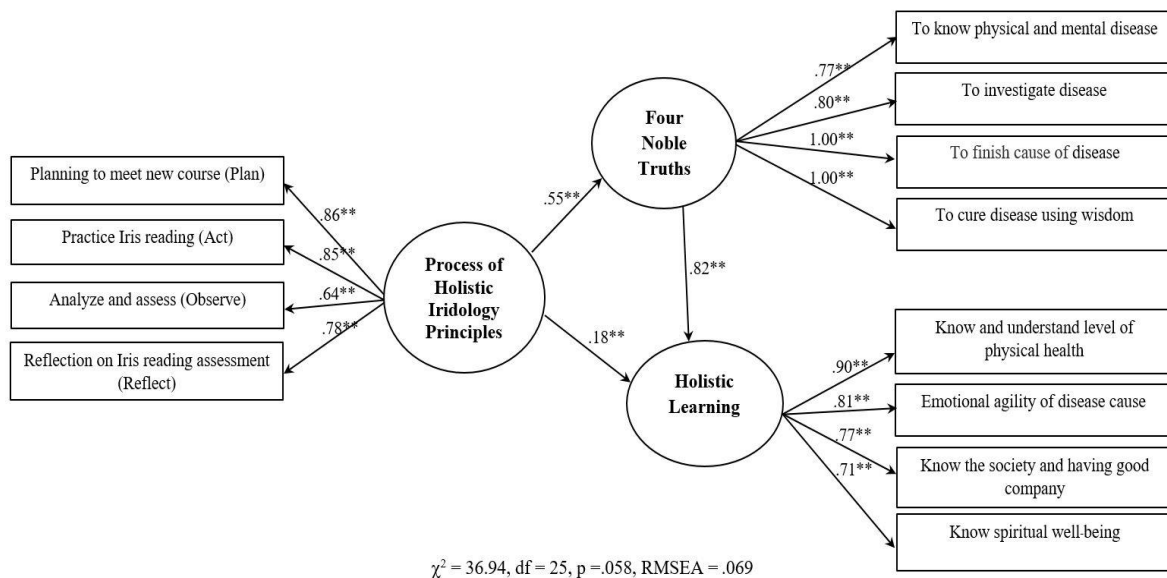 Planning to meet new course (Plan)
Practice Iris reading (Act)
Analyze and assess (Observe)
Reflection on Iris reading assessment
(Reflect)
.86**
.85**
.64**
.78**
Process of
Holistic
Iridology
Principles
.55**
.18**
Four
Noble
Truths
.82**
Holistic
Learning
.77**
.80**
1.00**
1.00**
To know physical and mental disease
To investigate disease
To finish cause of disease
To cure disease using wisdom
.90**
.81**
.77**
.71**
Know and understand level of
physical health
Emotional agility of disease cause
Know the society and having good
company
Know spiritual well-being
χ² = 36.94, df = 25, p =.058, RMSEA = .069